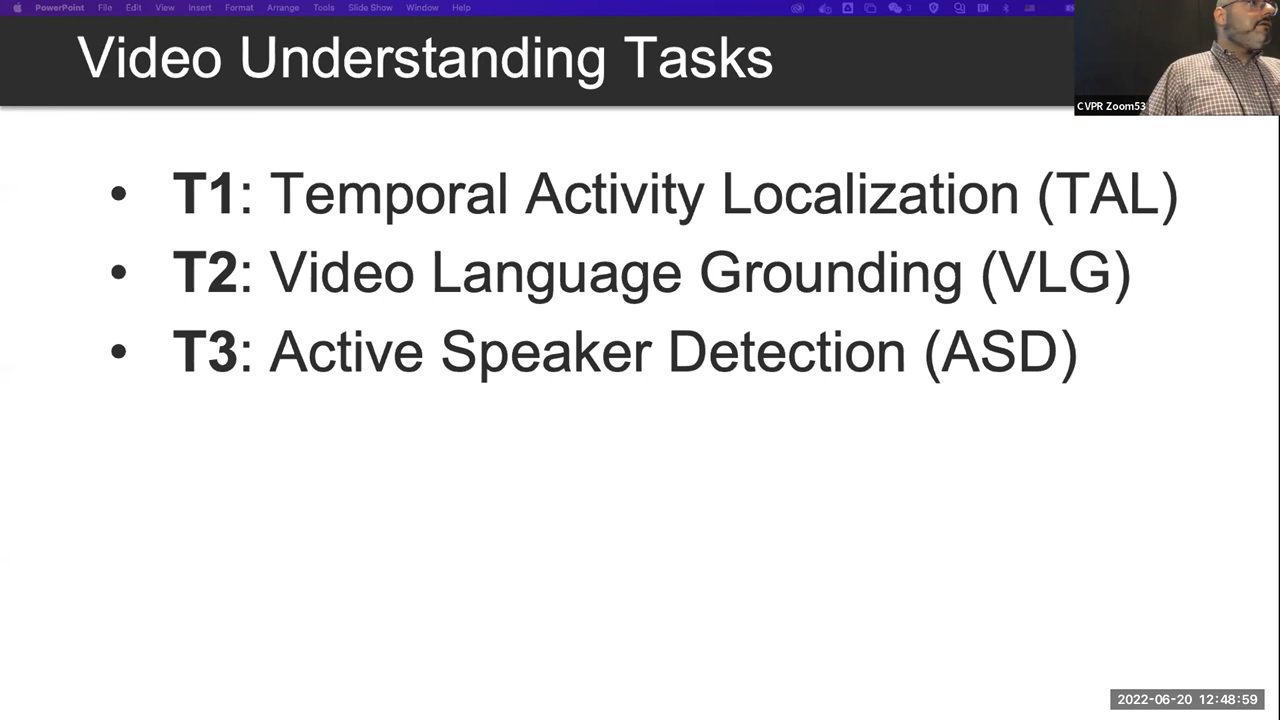 PowerPoint File Edit View Insert Format Arrange Tools Slide Show Window Help 3
Video Understanding Tasks
CVPR Zoom53
• T1: Temporal Activity Localization (TAL)
• T2: Video Language Grounding (VLG)
• T3: Active Speaker Detection (ASD)
2022-06-20 12:48:59